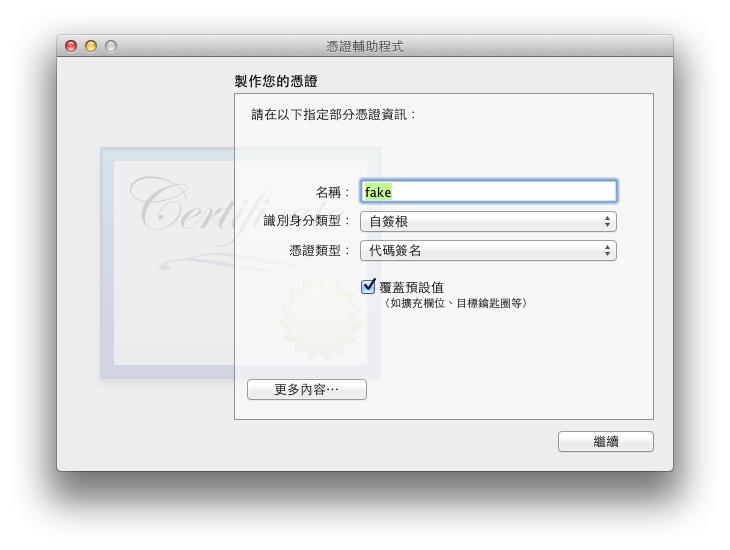 憑證輔助程式
製作您的憑證
請在以下指定部分憑證資訊：
Certificate
名稱： fake
識別身分類型： 自簽根
憑證類型： 代碼簽名
覆蓋預設值
（如擴充欄位、目標鑰匙圈等）
更多內容⋯
繼續